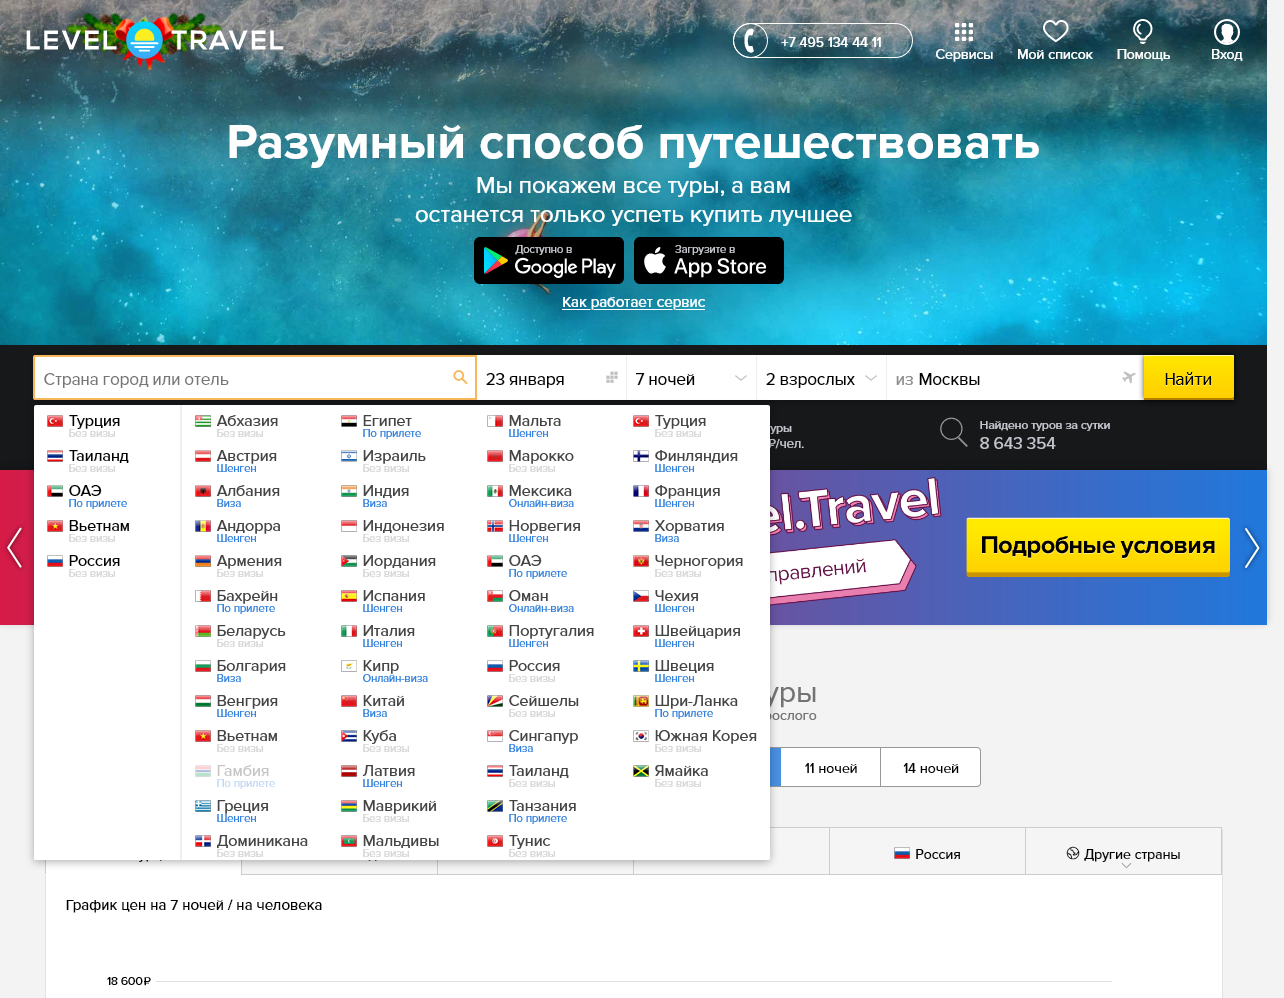 LEVEL TRAVEL
+7 495 134 44 11
Сервисы
Мой список
Помощь
Вход
Разумный способ путешествовать
Мы покажем все туры, а вам
останется только успеть купить лучшее
Доступно в
Google Play
Загрузите в
App Store
Как работает сервис
Страна город или отель
23 января
7 ночей
2 взрослых
из Москвы
Найти
Турция
Без визы
Таиланд
Без визы
ОАЭ
По прилете
Вьетнам
Без визы
Россия
Без визы
Абхазия
Без визы
Австрия
Шенген
Албания
Виза
Андорра
Шенген
Армения
Без визы
Бахрейн
По прилете
Беларусь
Без визы
Болгария
Виза
Венгрия
Шенген
Вьетнам
Без визы
Гамбия
По прилете
Греция
Шенген
Доминикана
Без визы
Египет
По прилете
Израиль
Без визы
Индия
Виза
Индонезия
Без визы
Иордания
Без визы
Испания
Шенген
Италия
Шенген
Кипр
Онлайн-виза
Китай
Виза
Куба
Без визы
Латвия
Шенген
Маврикий
Без визы
Мальдивы
Без визы
Мальта
Шенген
Марокко
Без визы
Мексика
Онлайн-виза
Норвегия
Шенген
ОАЭ
По прилете
Оман
Онлайн-виза
Португалия
Шенген
Россия
Без визы
Сейшелы
Без визы
Сингапур
Виза
Таиланд
Без визы
Танзания
По прилете
Тунис
Без визы
Турция
Без визы
Финляндия
Шенген
Франция
Шенген
Хорватия
Виза
Черногория
Без визы
Чехия
Шенген
Швейцария
Шенген
Швеция
Шенген
Шри-Ланка
По прилете
Южная Корея
Без визы
Ямайка
Без визы
уры
₽/чел.
Найдено туров за сутки
8 643 354
el.Travel
правлений
Подробные условия
уры
рослого
11 ночей
14 ночей
Россия
Другие страны
График цен на 7 ночей / на человека
18 600₽